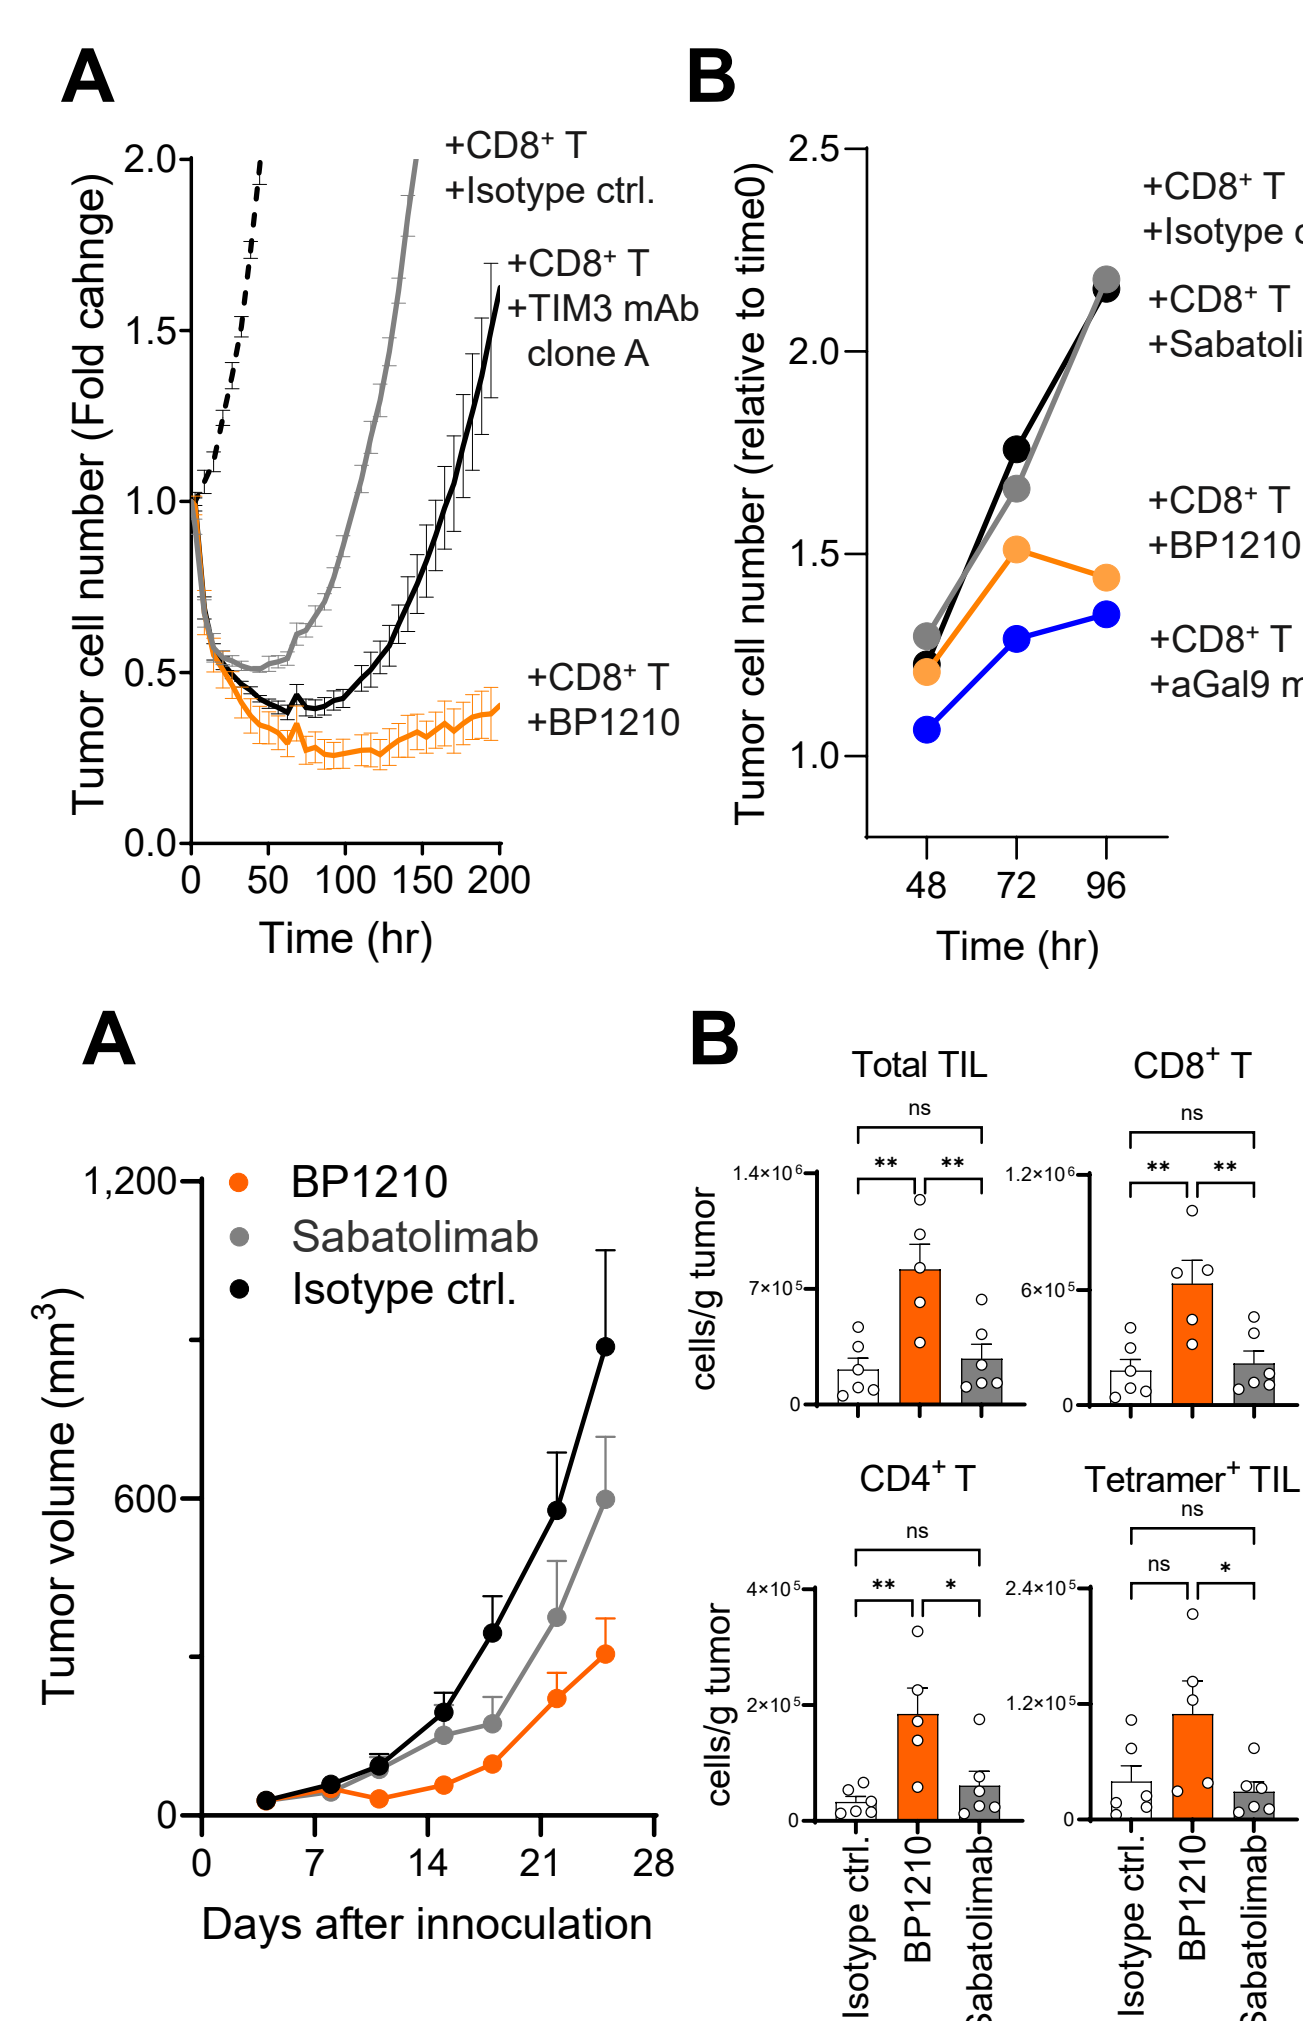 A
2.0
1.5
1.0
0.5
0.0
0 50 100 150 200
Tumor cell number (Fold cahnge)
Time (hr)
+CD8⁺ T
+Isotype ctrl.
+CD8⁺ T
+TIM3 mAb
clone A
+CD8⁺ T
+BP1210
B
2.5
2.0
1.5
1.0
48 72 96
Tumor cell number (relative to time0)
Time (hr)
+CD8⁺ T
+Isotype c
+CD8⁺ T
+Sabatoli
+CD8⁺ T
+BP1210
+CD8⁺ T
+aGal9 m
A
1,200
600
0
0 7 14 21 28
Tumor volume (mm³)
Days after innoculation
BP1210
Sabatolimab
Isotype ctrl.
B
Total TIL
ns
** **
1.4×10⁶
7×10⁵
0
cells/g tumor
CD8⁺ T
ns
** **
1.2×10⁶
6×10⁵
0
CD4⁺ T
ns
** *
4×10⁵
2×10⁵
0
cells/g tumor
Isotype ctrl.
BP1210
Sabatolimab
Tetramer⁺ TIL
ns
ns *
2.4×10⁵
1.2×10⁵
0
Isotype ctrl.
BP1210
Sabatolimab